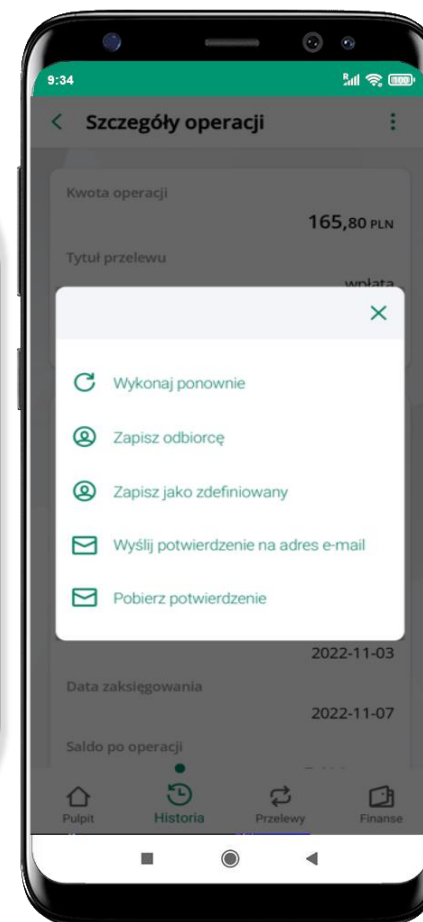 9:34
Szczegóły operacji
Kwota operacji
165,80 PLN
Tytuł przelewu
wpłata
Wykonaj ponownie
Zapisz odbiorcę
Zapisz jako zdefiniowany
Wyślij potwierdzenie na adres e-mail
Pobierz potwierdzenie
2022-11-03
Data zaksięgowania
2022-11-07
Saldo po operacji
Pulpit Historia Przelewy Finanse